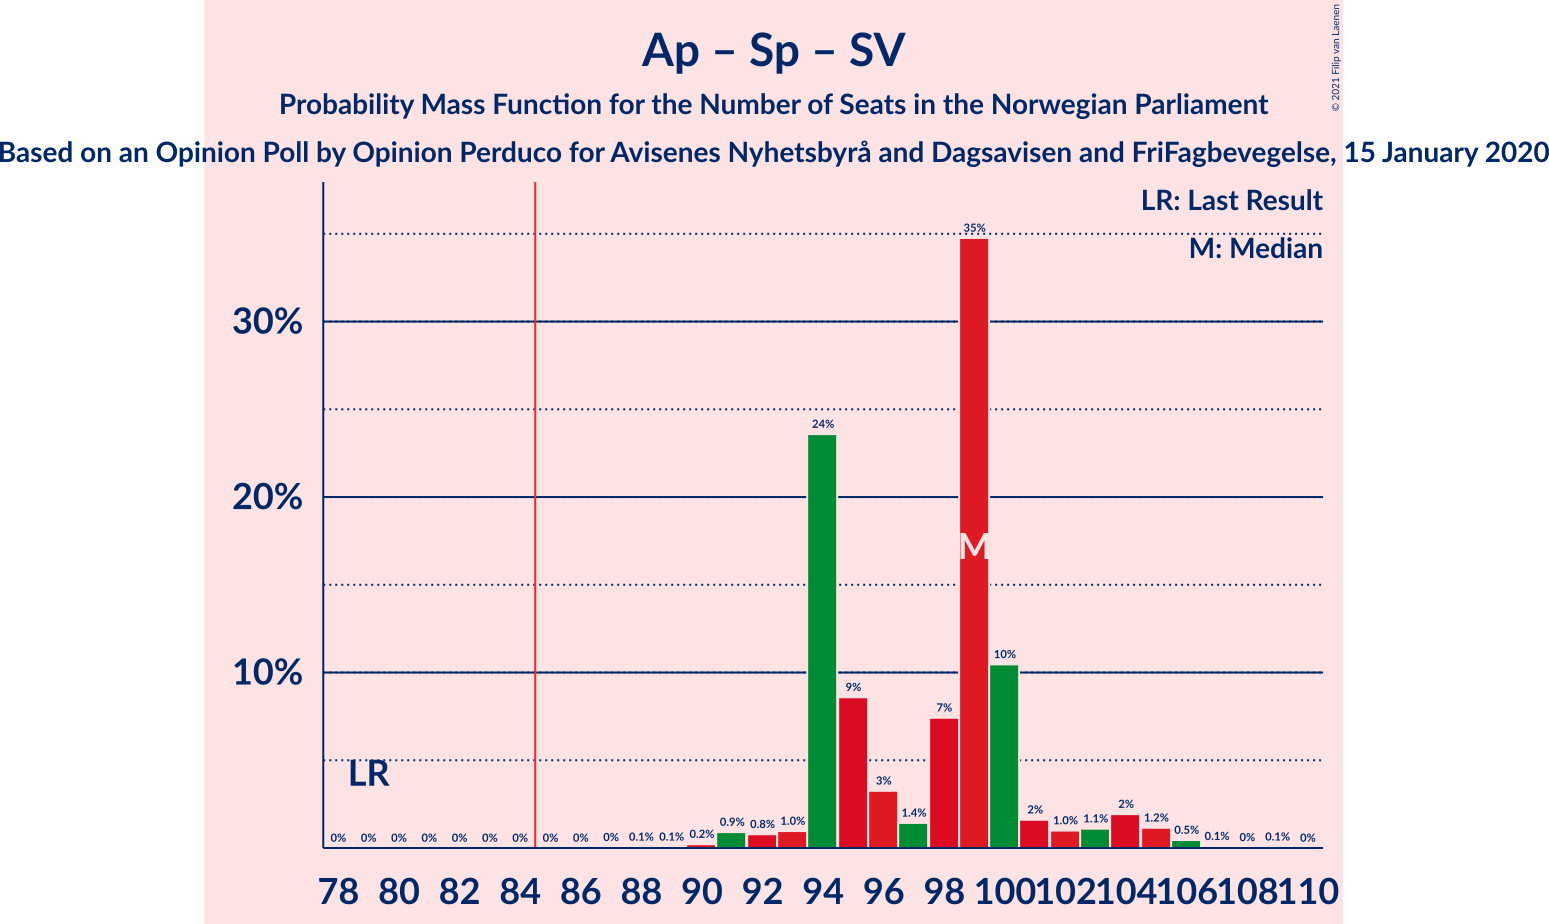 Ap – Sp – SV
Probability Mass Function for the Number of Seats in the Norwegian Parliament
Based on an Opinion Poll by Opinion Perduco for Avisenes Nyhetsbyrå and Dagsavisen and FriFagbevegelse, 15 January 2020
© 2021 Filip van Laenen
LR: Last Result
M: Median
35%
30%
24%
20%
M
10%
10%
9%
7%
3%
LR
0% 0% 0% 0% 0% 0% 0% 0% 0% 0% 0.1% 0.1% 0.2% 0.9% 0.8% 1.0% 1.4% 2% 1.0% 1.1% 2% 1.2% 0.5% 0.1% 0% 0.1% 0%
78 80 82 84 86 88 90 92 94 96 98 100 102 104 106 108 110